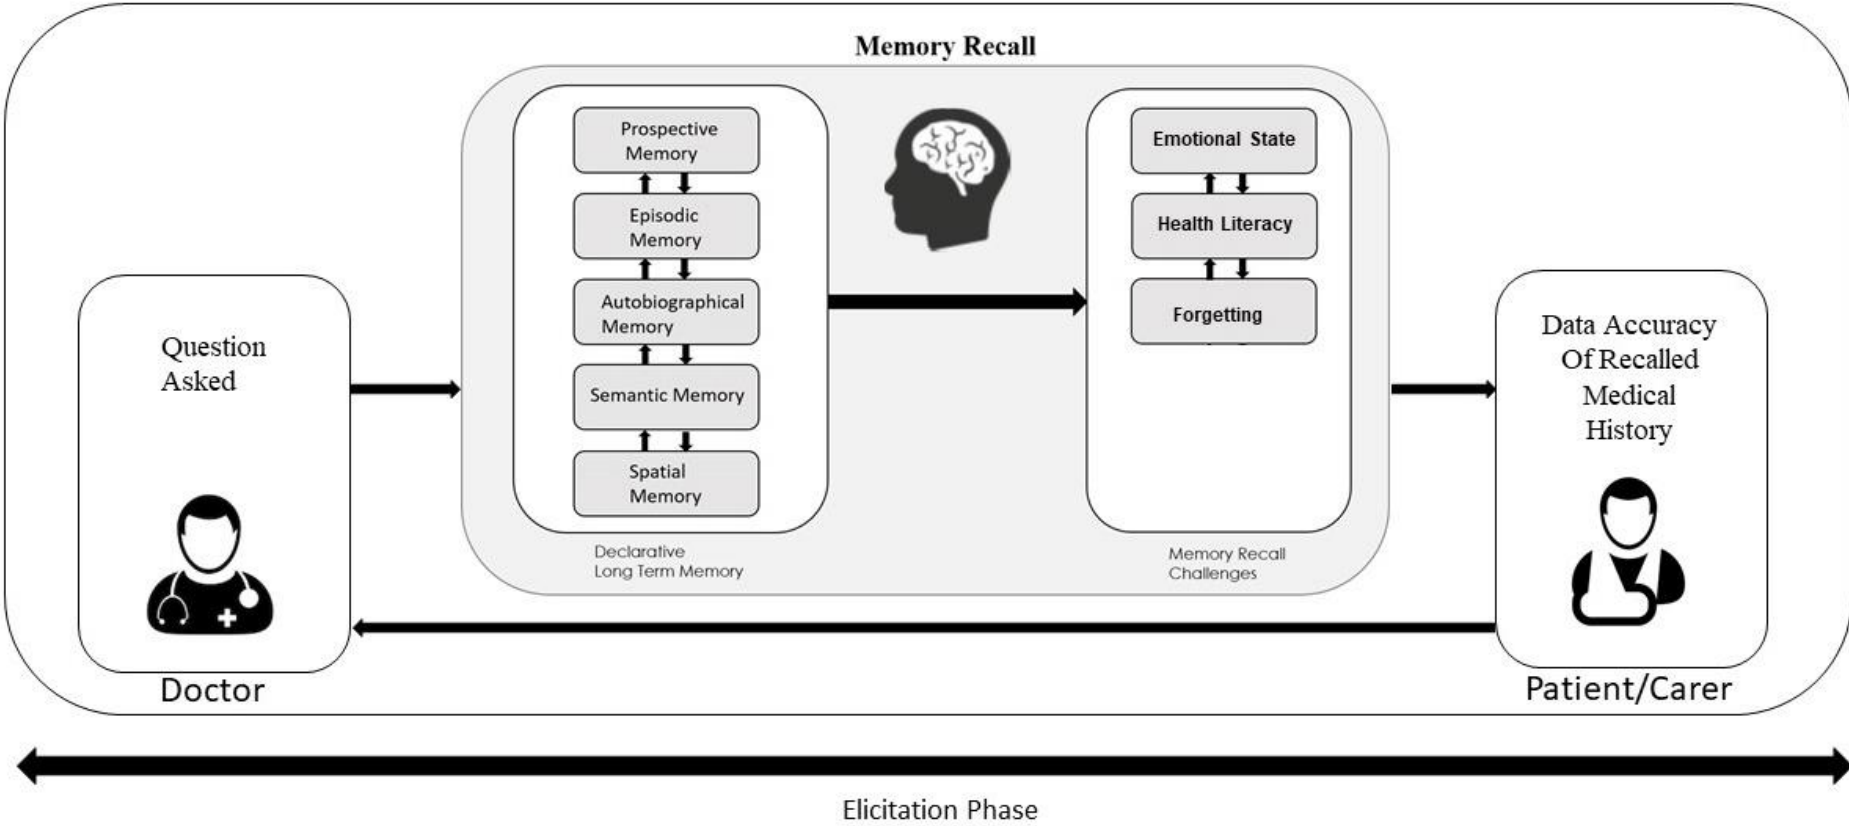 Memory Recall
Prospective
Memory
Episodic
Memory
Autobiographical
Memory
Semantic Memory
Spatial
Memory
Declarative
Long Term Memory
Emotional State
Health Literacy
Forgetting
Memory Recall
Challenges
Question
Asked
Doctor
Data Accuracy
Of Recalled
Medical
History
Patient/Carer
Elicitation Phase